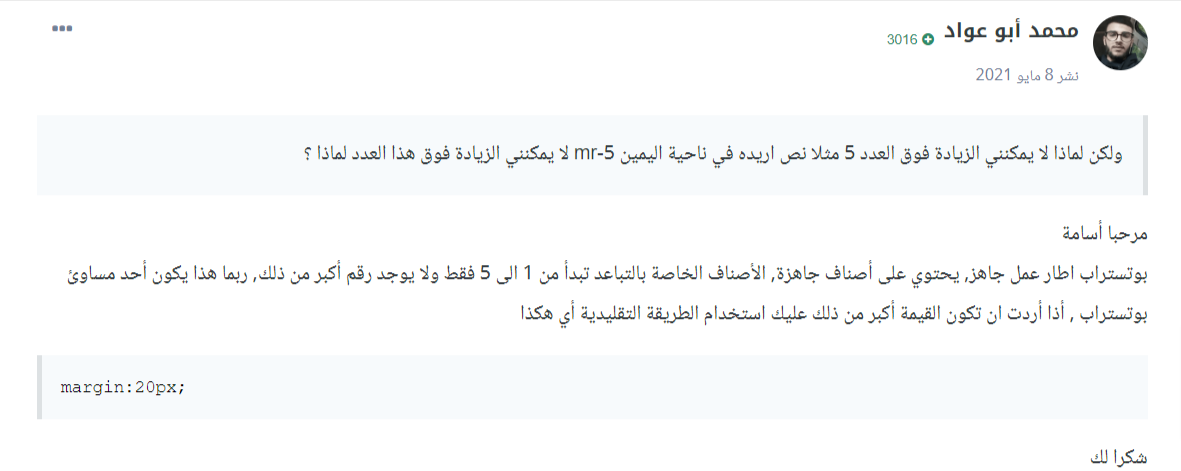 محمد أبو عواد
3016
نشر 8 مايو 2021
ولكن لماذا لا يمكنني الزيادة فوق العدد 5 مثلا نص اريده في ناحية اليمين mr-5 لا يمكنني الزيادة فوق هذا العدد لماذا ؟
مرحبا أسامة
بوتستراب اطار عمل جاهز, يحتوي على أصناف جاهزة, الأصناف الخاصة بالتباعد تبدأ من 1 الى 5 فقط ولا يوجد رقم أكبر من ذلك, ربما هذا يكون أحد مساوئ
بوتستراب , أذا أردت ان تكون القيمة أكبر من ذلك عليك استخدام الطريقة التقليدية أي هكذا
margin:20px;
شكرا لك